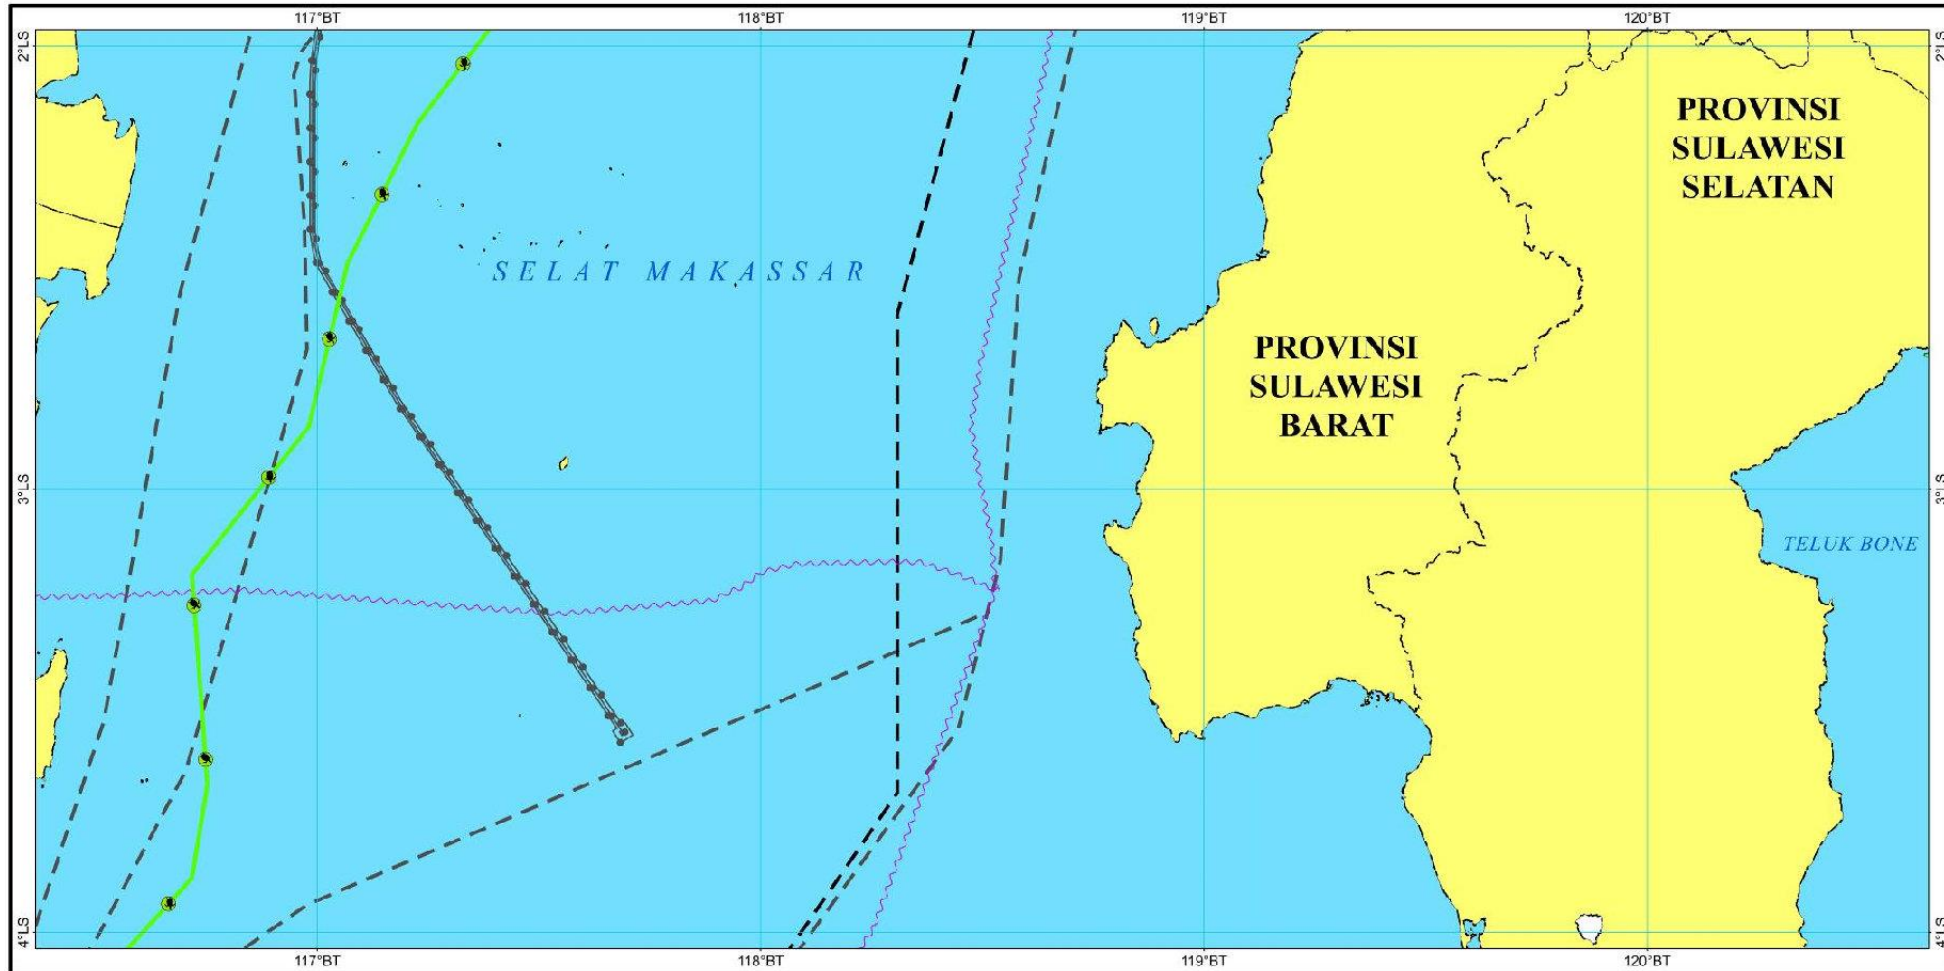 117°BT
118°BT
119°BT
120°BT
2°LS
2°LS
PROVINSI
SULAWESI
SELATAN
SELAT MAKASSAR
PROVINSI
SULAWESI
BARAT
3°LS
3°LS
TELUK BONE
4°LS
4°LS
117°BT
118°BT
119°BT
120°BT